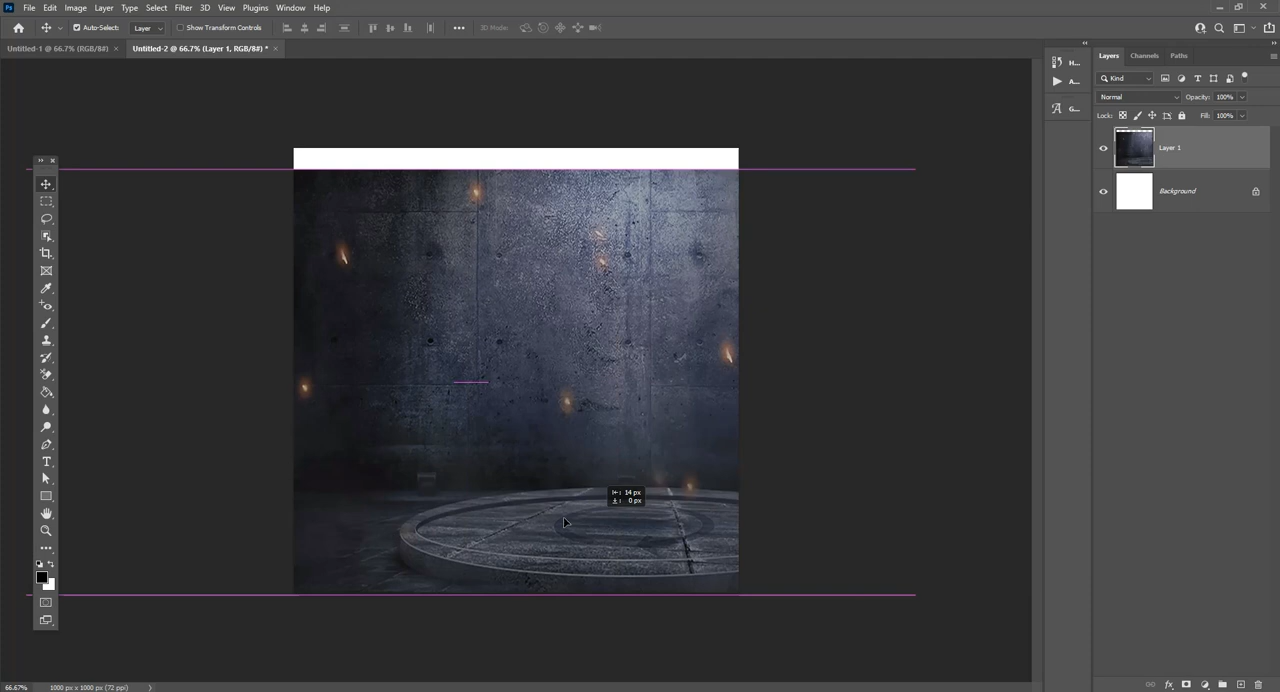 Ps File Edit Image Layer Type Select Filter 3D View Plugins Window Help
Auto-Select: Layer Show Transform Controls 3D Mode:
Untitled-1 @ 66.7% (RGB/8#) × Untitled-2 @ 66.7% (Layer 1, RGB/8#) * ×
H...
A...
G...
Layers Channels Paths
Kind
Normal Opacity: 100%
Lock: Fill: 100%
Layer 1
Background
14 px
0 px
66.67% 1000 px x 1000 px (72 ppi)